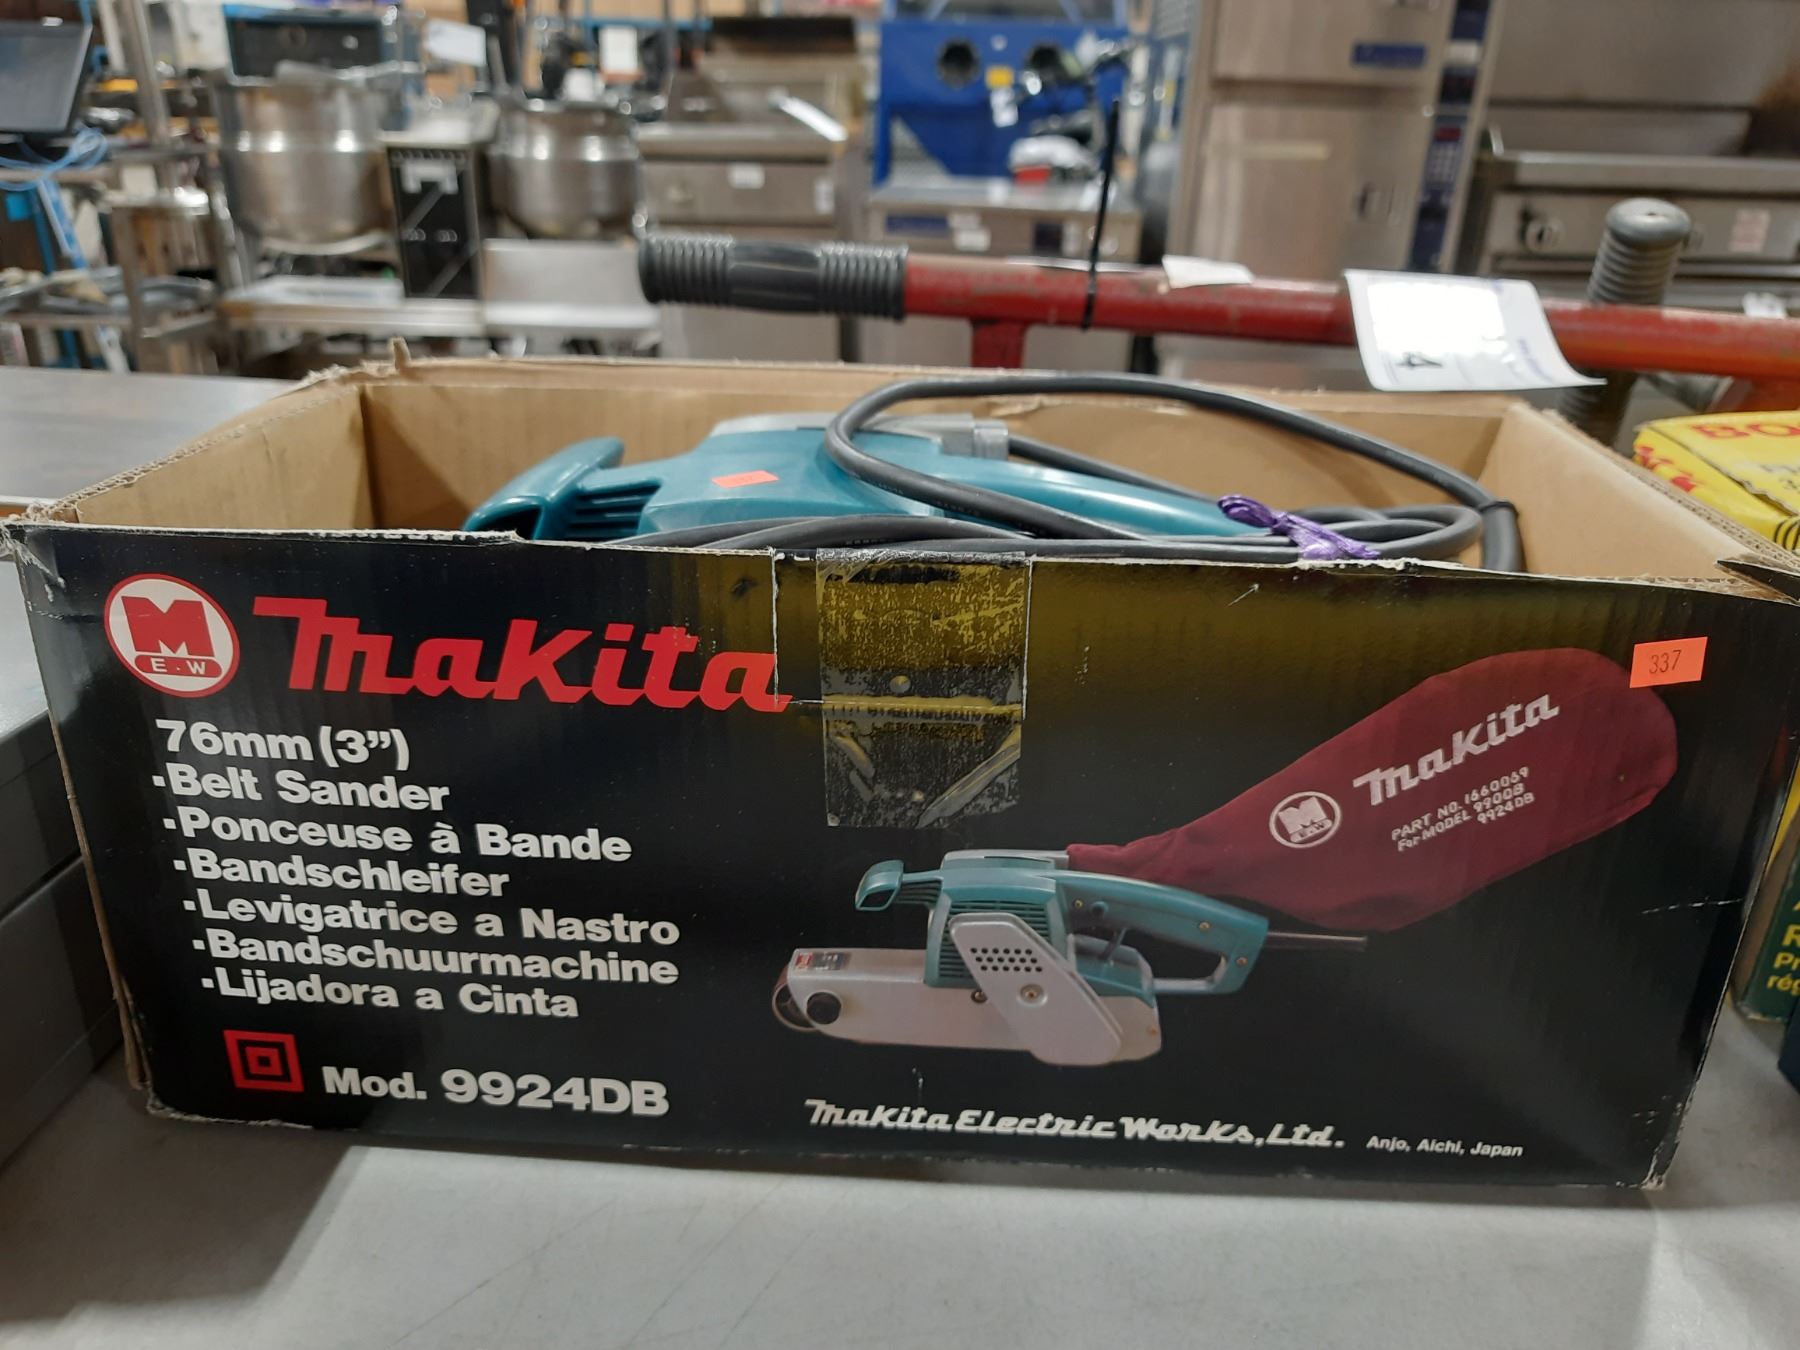 337
M
E.W
makita
76mm (3")
·Belt Sander
·Ponceuse à Bande
·Bandschleifer
·Levigatrice a Nastro
·Bandschuurmachine
·Lijadora a Cinta
Mod. 9924DB
makita
M
E.W
PART NO. 1660069
For MODEL 9900B
9924DB
Makita Electric Works, Ltd. Anjo, Aichi, Japan